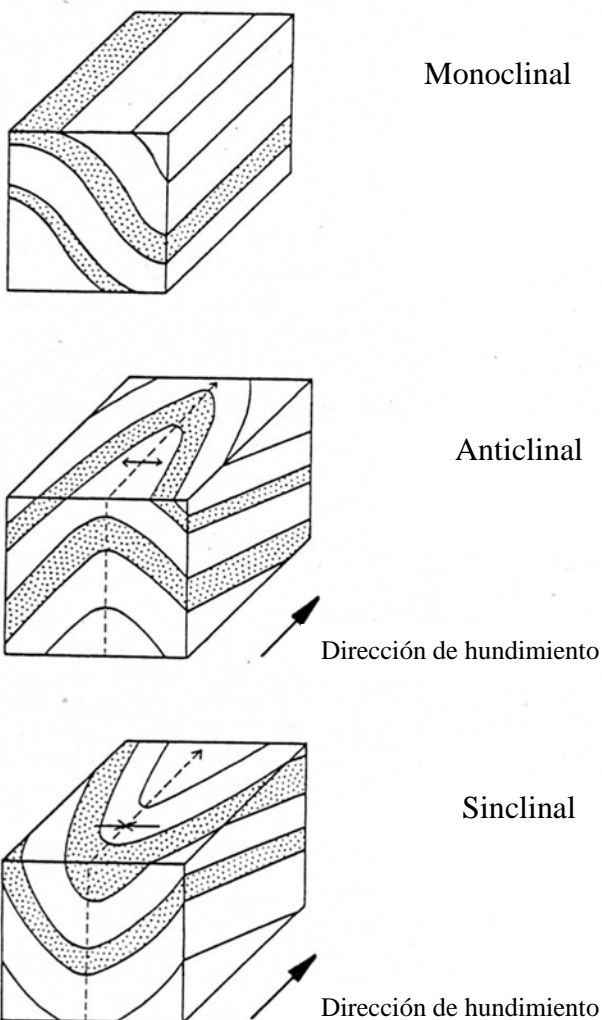 Monoclinal
Anticlinal
Dirección de hundimiento
Sinclinal
Dirección de hundimiento